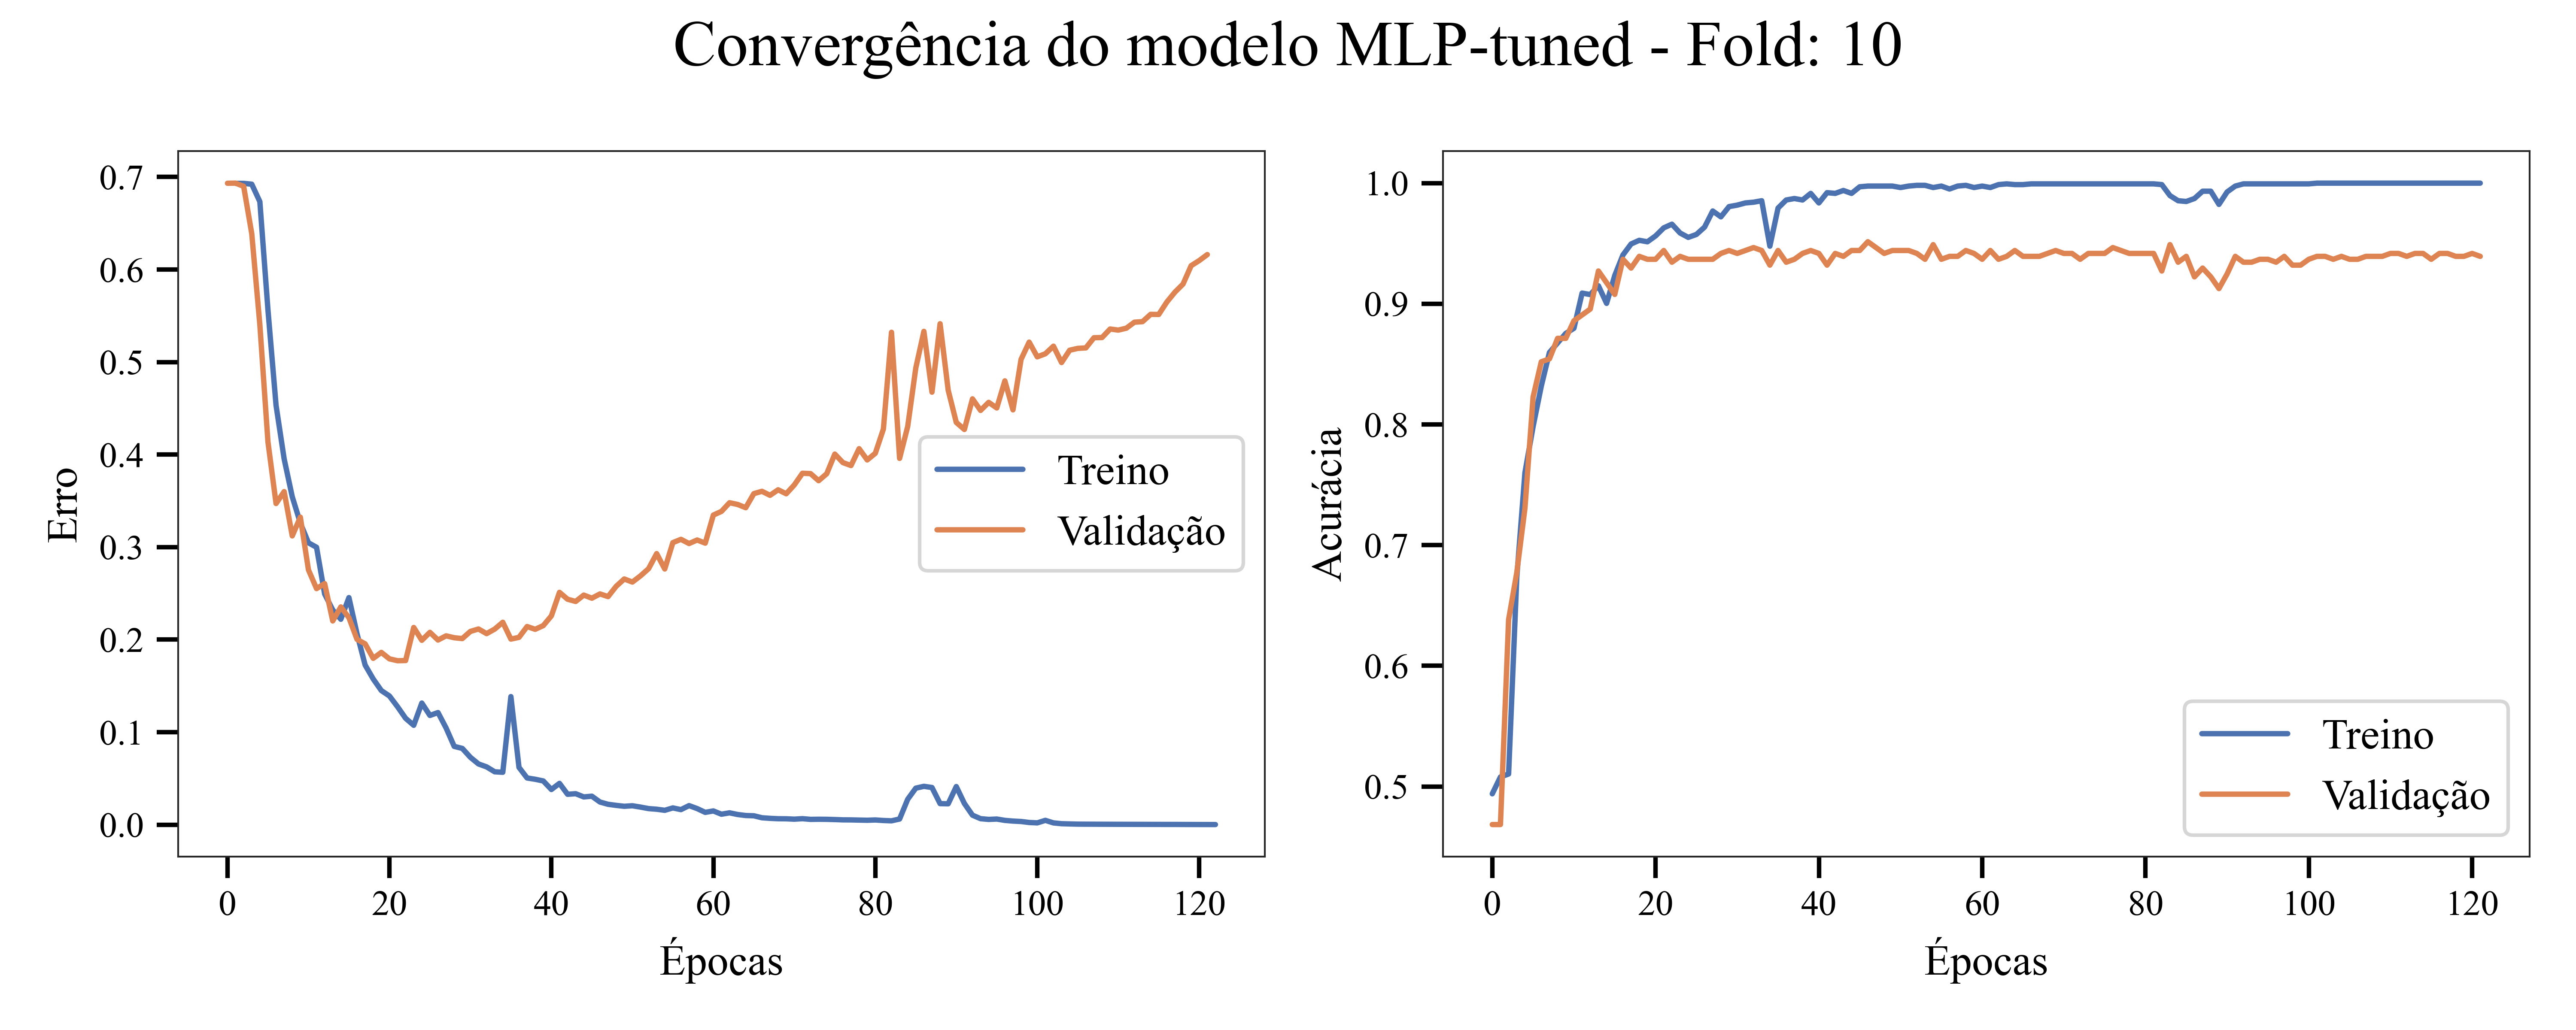 Convergência do modelo MLP-tuned - Fold: 10
Erro
0.7
0.6
0.5
0.4
0.3
0.2
0.1
0.0
Treino
Validação
0 20 40 60 80 100 120
Épocas
Acurácia
1.0
0.9
0.8
0.7
0.6
0.5
Treino
Validação
0 20 40 60 80 100 120
Épocas